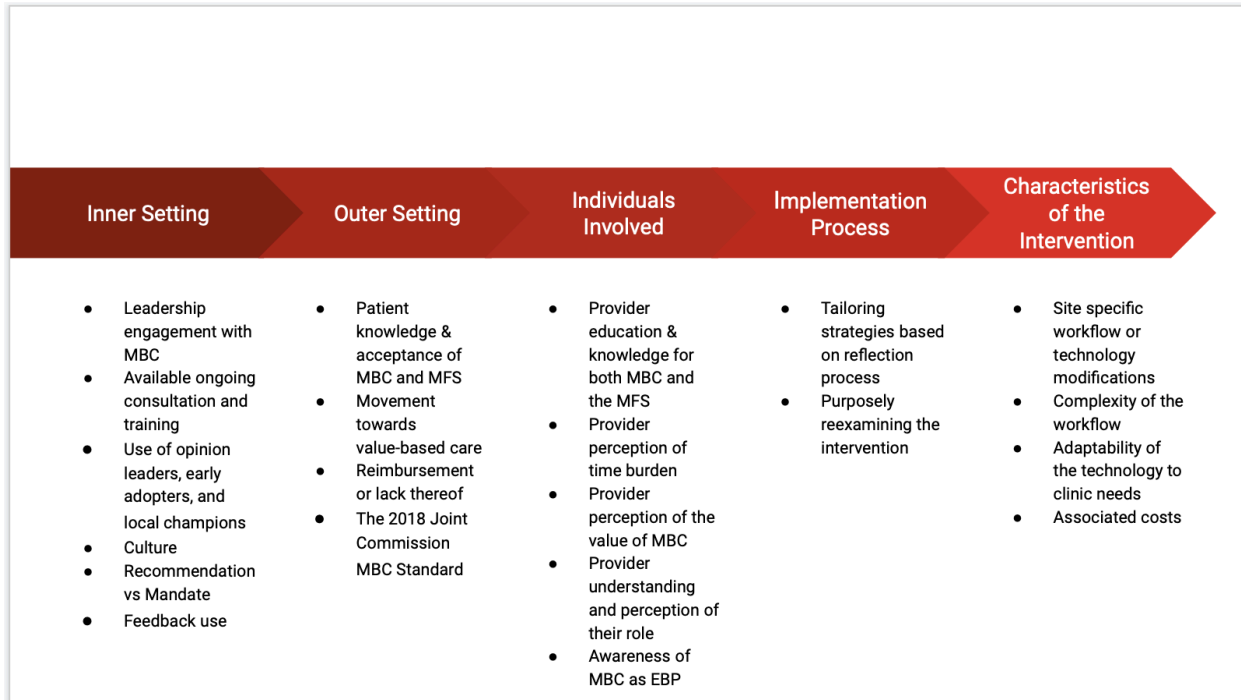 Inner Setting
Outer Setting
Individuals
Involved
Implementation
Process
Characteristics
of the
Intervention
● Leadership
engagement with
MBC
● Available ongoing
consultation and
training
● Use of opinion
leaders, early
adopters, and
local champions
● Culture
● Recommendation
vs Mandate
● Feedback use
● Patient
knowledge &
acceptance of
MBC and MFS
● Movement
towards
value-based care
● Reimbursement
or lack thereof
● The 2018 Joint
Commission
MBC Standard
● Provider
education &
knowledge for
both MBC and
the MFS
● Provider
perception of
time burden
● Provider
perception of the
value of MBC
● Provider
understanding
and perception of
their role
● Awareness of
MBC as EBP
● Tailoring
strategies based
on reflection
process
● Purposely
reexamining the
intervention
● Site specific
workflow or
technology
modifications
● Complexity of the
workflow
● Adaptability of
the technology to
clinic needs
● Associated costs